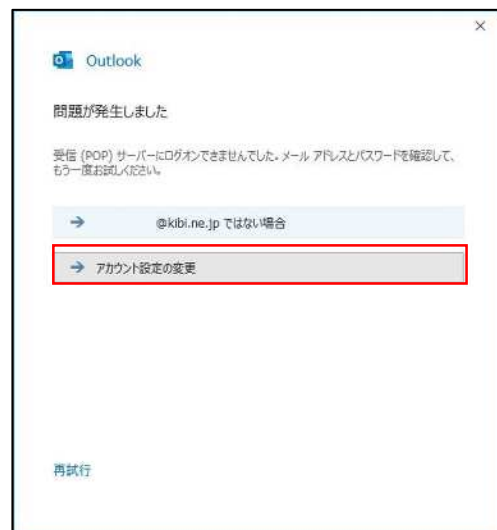 Outlook
問題が発生しました
受信 (POP) サーバーにログオンできませんでした。メール アドレスとパスワードを確認して、
もう一度お試しください。
@kibi.ne.jp ではない場合
アカウント設定の変更
再試行